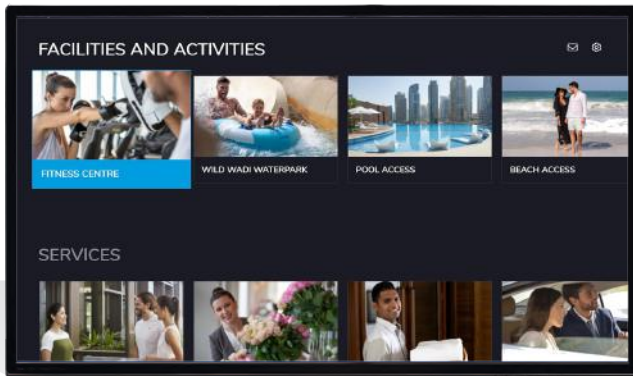 FACILITIES AND ACTIVITIES
FITNESS CENTRE
WILD WADI WATERPARK
POOL ACCESS
BEACH ACCESS
SERVICES